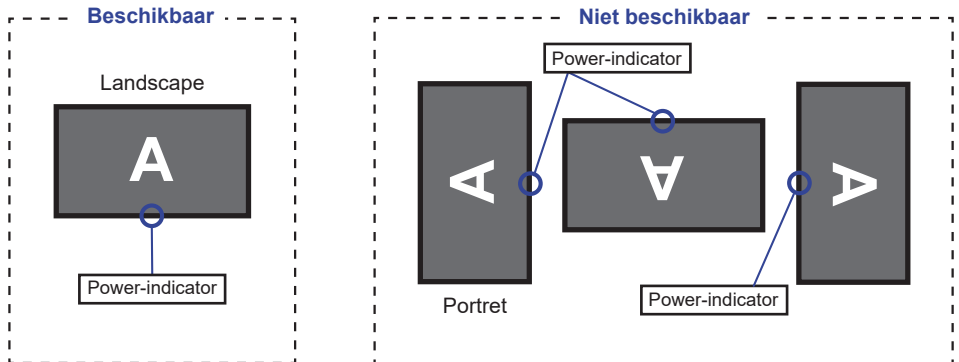 Beschikbaar
Landscape
A
Power-indicator
Niet beschikbaar
Power-indicator
A
A
A
Power-indicator
Portret